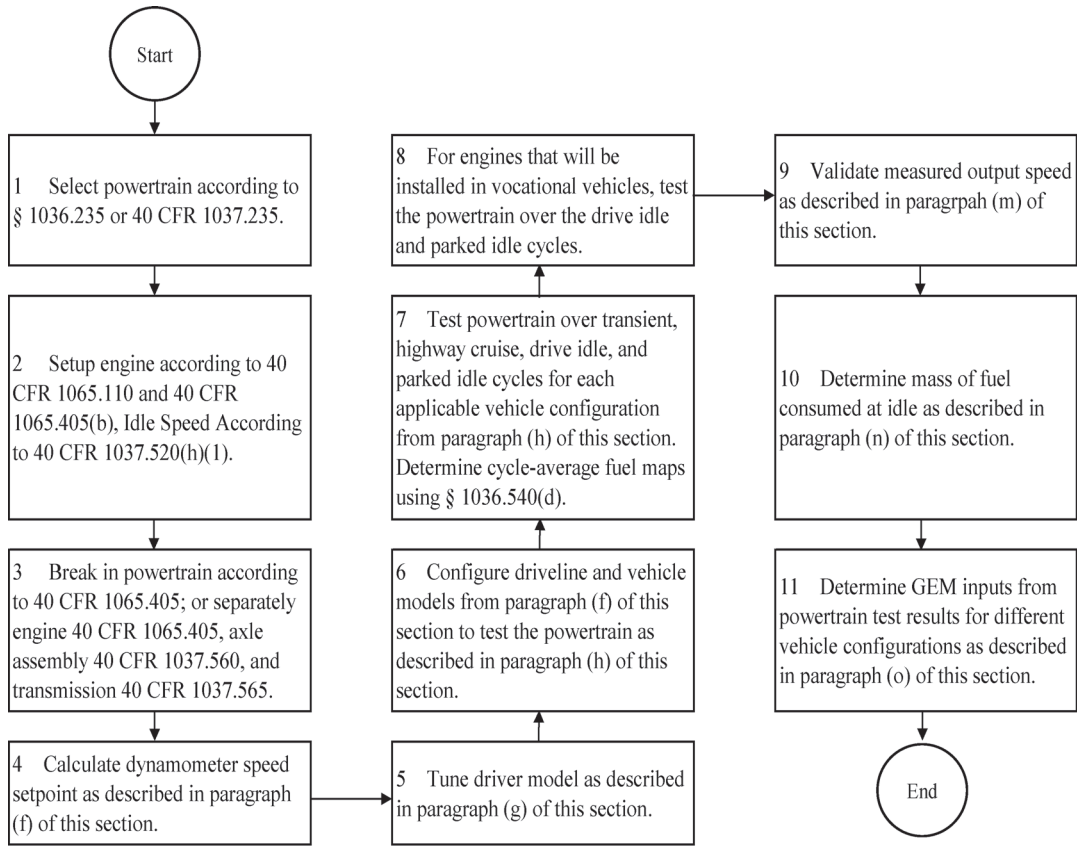 Start
1 Select powertrain according to
§ 1036.235 or 40 CFR 1037.235.
2 Setup engine according to 40
CFR 1065.110 and 40 CFR
1065.405(b), Idle Speed According
to 40 CFR 1037.520(h)(1).
3 Break in powertrain according
to 40 CFR 1065.405; or separately
engine 40 CFR 1065.405, axle
assembly 40 CFR 1037.560, and
transmission 40 CFR 1037.565.
4 Calculate dynamometer speed
setpoint as described in paragraph
(f) of this section.
5 Tune driver model as described
in paragraph (g) of this section.
6 Configure driveline and vehicle
models from paragraph (f) of this
section to test the powertrain as
described in paragraph (h) of this
section.
7 Test powertrain over transient,
highway cruise, drive idle, and
parked idle cycles for each
applicable vehicle configuration
from paragraph (h) of this section.
Determine cycle-average fuel maps
using § 1036.540(d).
8 For engines that will be
installed in vocational vehicles, test
the powertrain over the drive idle
and parked idle cycles.
9 Validate measured output speed
as described in paragrpah (m) of
this section.
10 Determine mass of fuel
consumed at idle as described in
paragraph (n) of this section.
11 Determine GEM inputs from
powertrain test results for different
vehicle configurations as described
in paragraph (o) of this section.
End